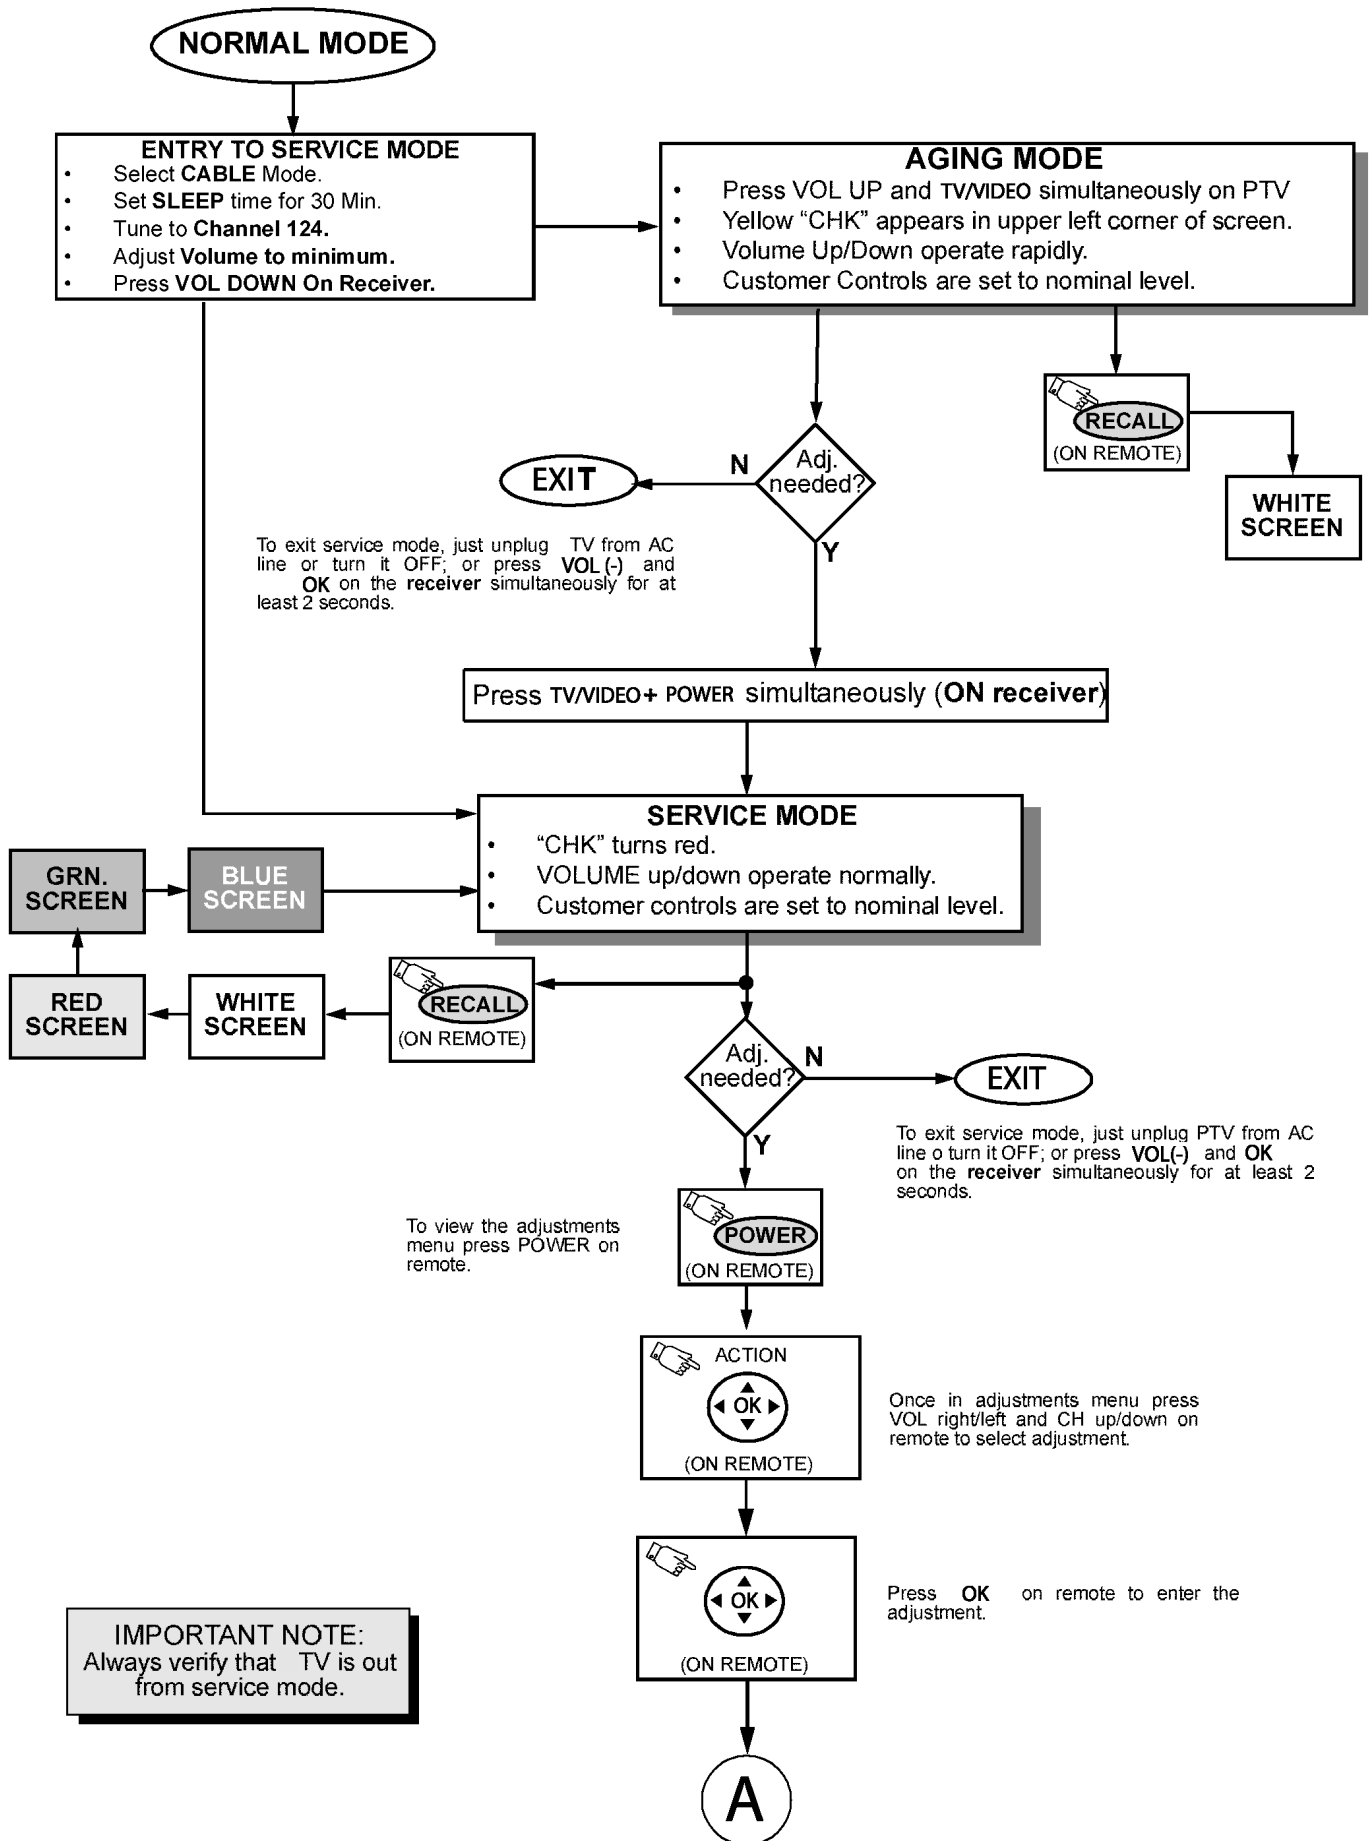 NORMAL MODE
ENTRY TO SERVICE MODE
• Select CABLE Mode.
• Set SLEEP time for 30 Min.
• Tune to Channel 124.
• Adjust Volume to minimum.
• Press VOL DOWN On Receiver.
AGING MODE
• Press VOL UP and TV/VIDEO simultaneously on PTV
• Yellow “CHK” appears in upper left corner of screen.
• Volume Up/Down operate rapidly.
• Customer Controls are set to nominal level.
RECALL
(ON REMOTE)
WHITE
SCREEN
Adj.
needed?
N
EXIT
Y
To exit service mode, just unplug TV from AC
line or turn it OFF; or press VOL (-) and
OK on the receiver simultaneously for at
least 2 seconds.
Press TV/VIDEO+ POWER simultaneously (ON receiver)
SERVICE MODE
• “CHK” turns red.
• VOLUME up/down operate normally.
• Customer controls are set to nominal level.
GRN.
SCREEN
BLUE
SCREEN
RED
SCREEN
WHITE
SCREEN
RECALL
(ON REMOTE)
Adj.
needed?
N
EXIT
Y
To exit service mode, just unplug PTV from AC
line o turn it OFF; or press VOL(-) and OK
on the receiver simultaneously for at least 2
seconds.
To view the adjustments
menu press POWER on
remote.
POWER
(ON REMOTE)
ACTION
OK
(ON REMOTE)
Once in adjustments menu press
VOL right/left and CH up/down on
remote to select adjustment.
OK
(ON REMOTE)
Press OK on remote to enter the
adjustment.
IMPORTANT NOTE:
Always verify that TV is out
from service mode.
A